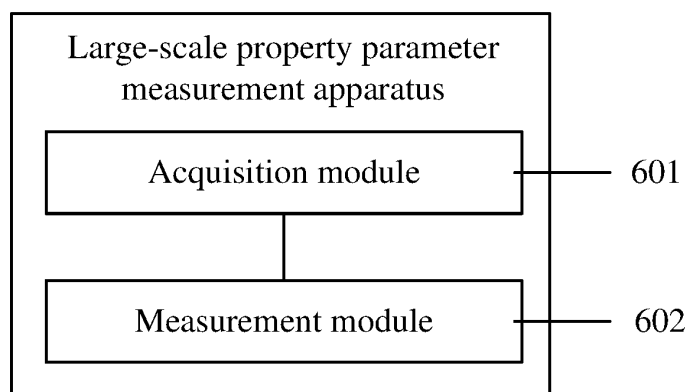 Large-scale property parameter
measurement apparatus
Acquisition module
601
Measurement module
602